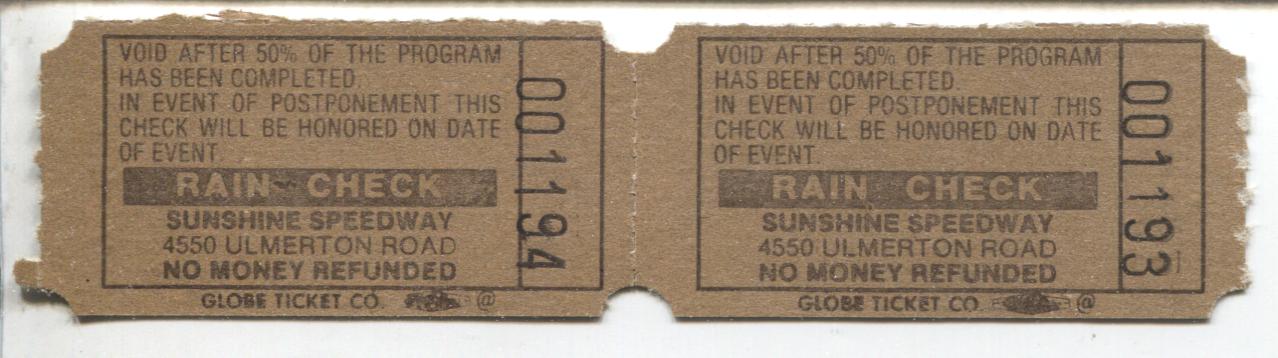 VOID AFTER 50% OF THE PROGRAM
HAS BEEN COMPLETED.
IN EVENT OF POSTPONEMENT THIS
CHECK WILL BE HONORED ON DATE
OF EVENT
RAIN CHECK
SUNSHINE SPEEDWAY
4550 ULMERTON ROAD
NO MONEY REFUNDED
GLOBE TICKET CO. @
001194
VOID AFTER 50% OF THE PROGRAM
HAS BEEN COMPLETED.
IN EVENT OF POSTPONEMENT THIS
CHECK WILL BE HONORED ON DATE
OF EVENT.
RAIN CHECK
SUNSHINE SPEEDWAY
4550 ULMERTON ROAD
NO MONEY REFUNDED
GLOBE TICKET CO. @
001193